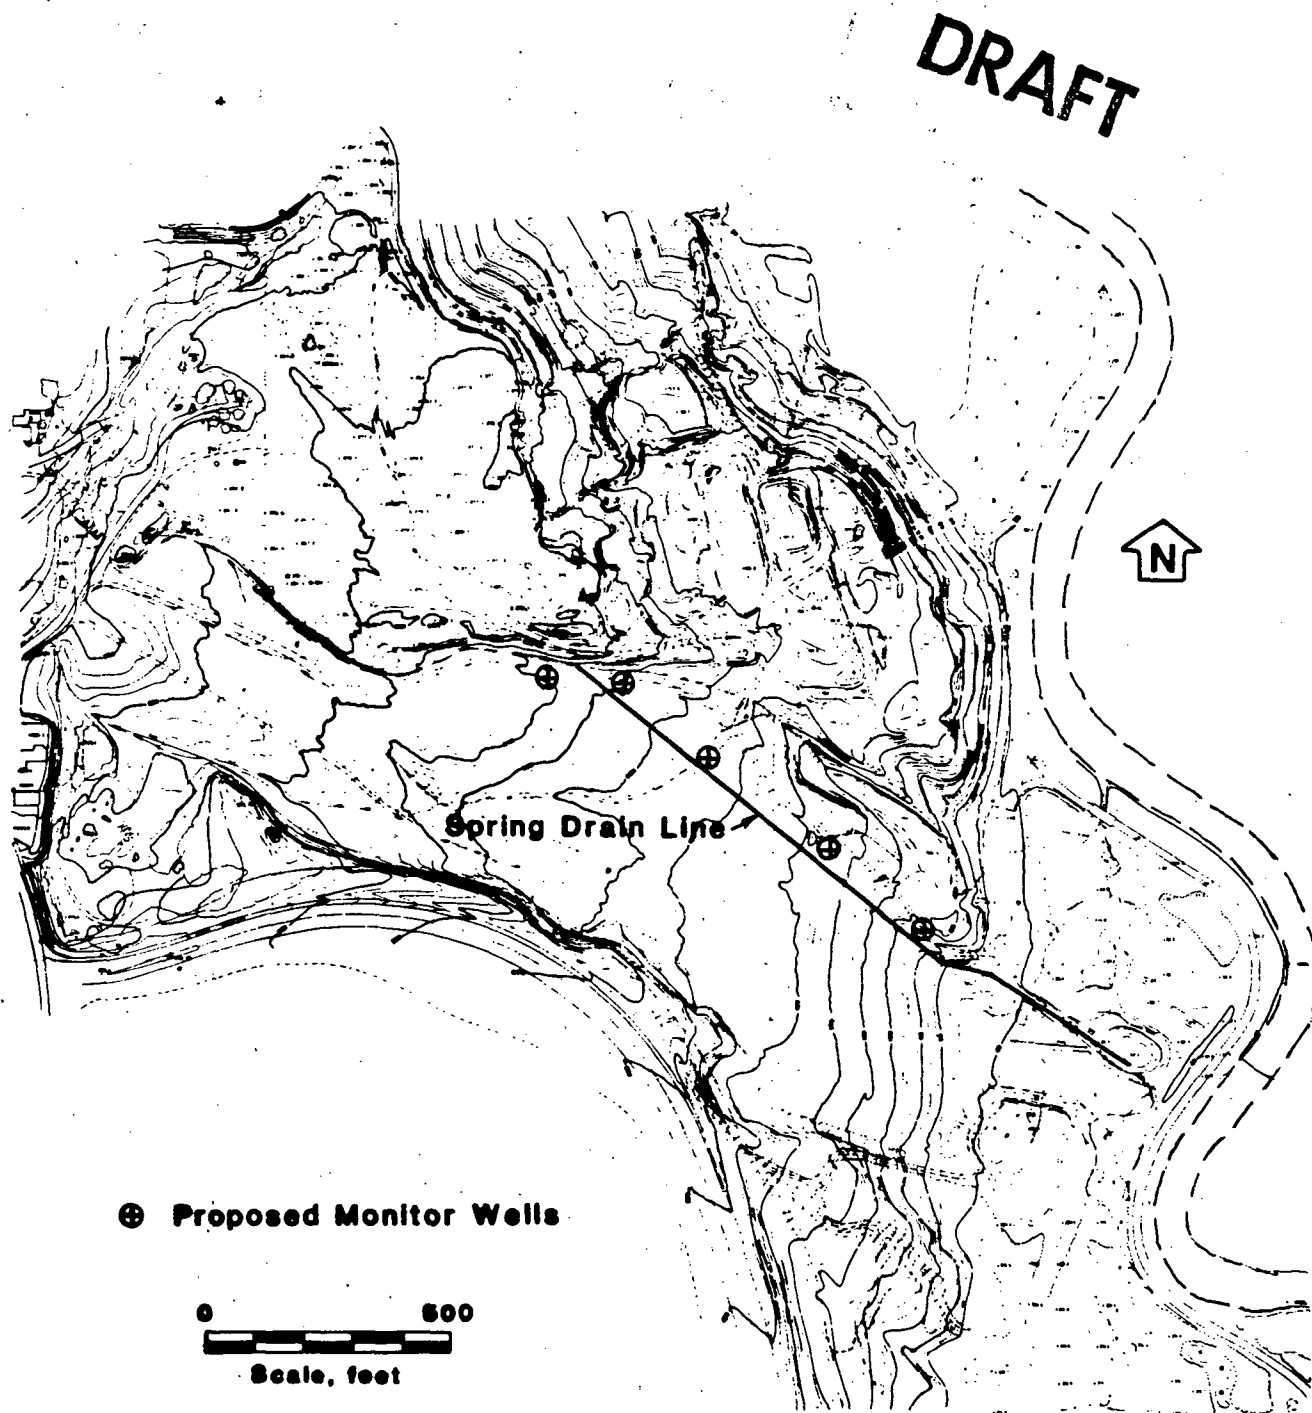 DRAFT
N
Spring Drain Line
⊕ Proposed Monitor Wells
0 500
Scale, feet